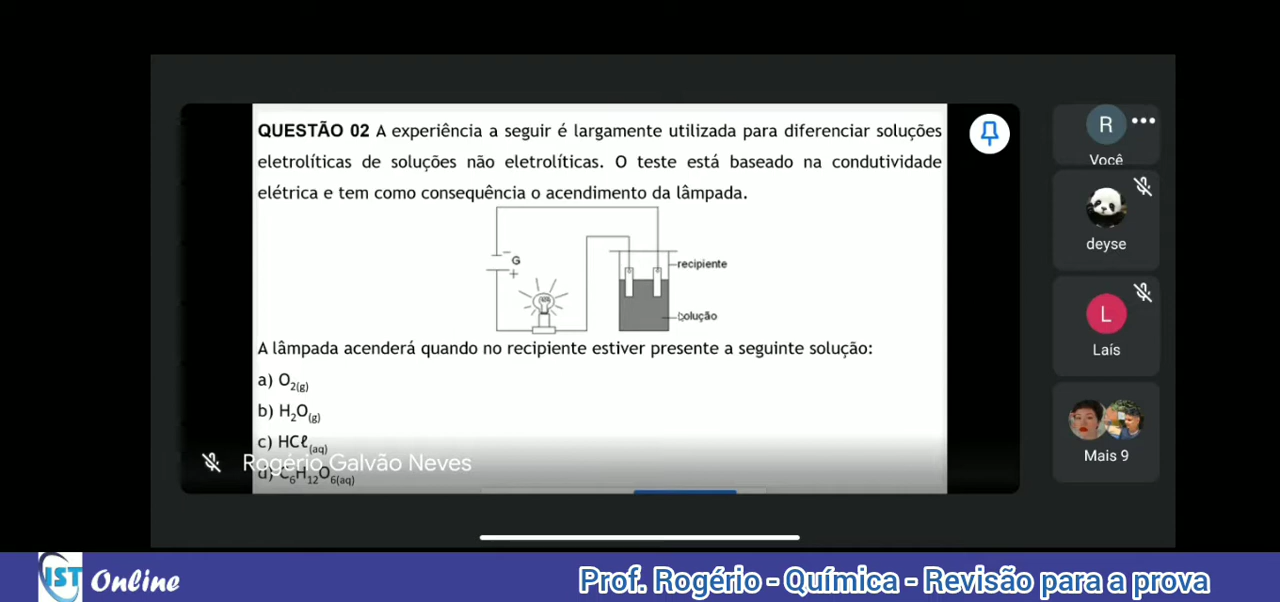 QUESTÃO 02 A experiência a seguir é largamente utilizada para diferenciar soluções
eletrolíticas de soluções não eletrolíticas. O teste está baseado na condutividade
elétrica e tem como consequência o acendimento da lâmpada.
G
recipiente
solução
A lâmpada acenderá quando no recipiente estiver presente a seguinte solução:
a) O2(g)
b) H2O(g)
c) HCℓ(aq)
d) C6H12O6(aq)
Rogério Galvão Neves
R
Você
deyse
L
Laís
Mais 9
IST Online
Prof. Rogério - Química - Revisão para a prova